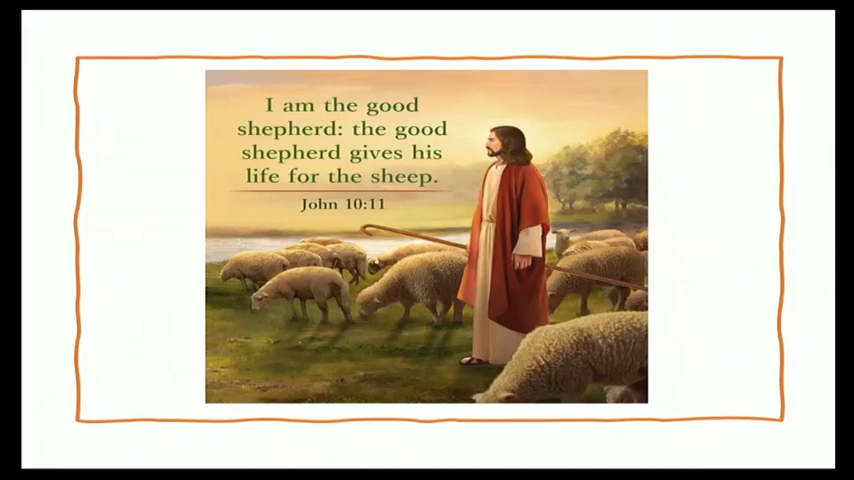 I am the good
shepherd: the good
shepherd gives his
life for the sheep.
John 10:11